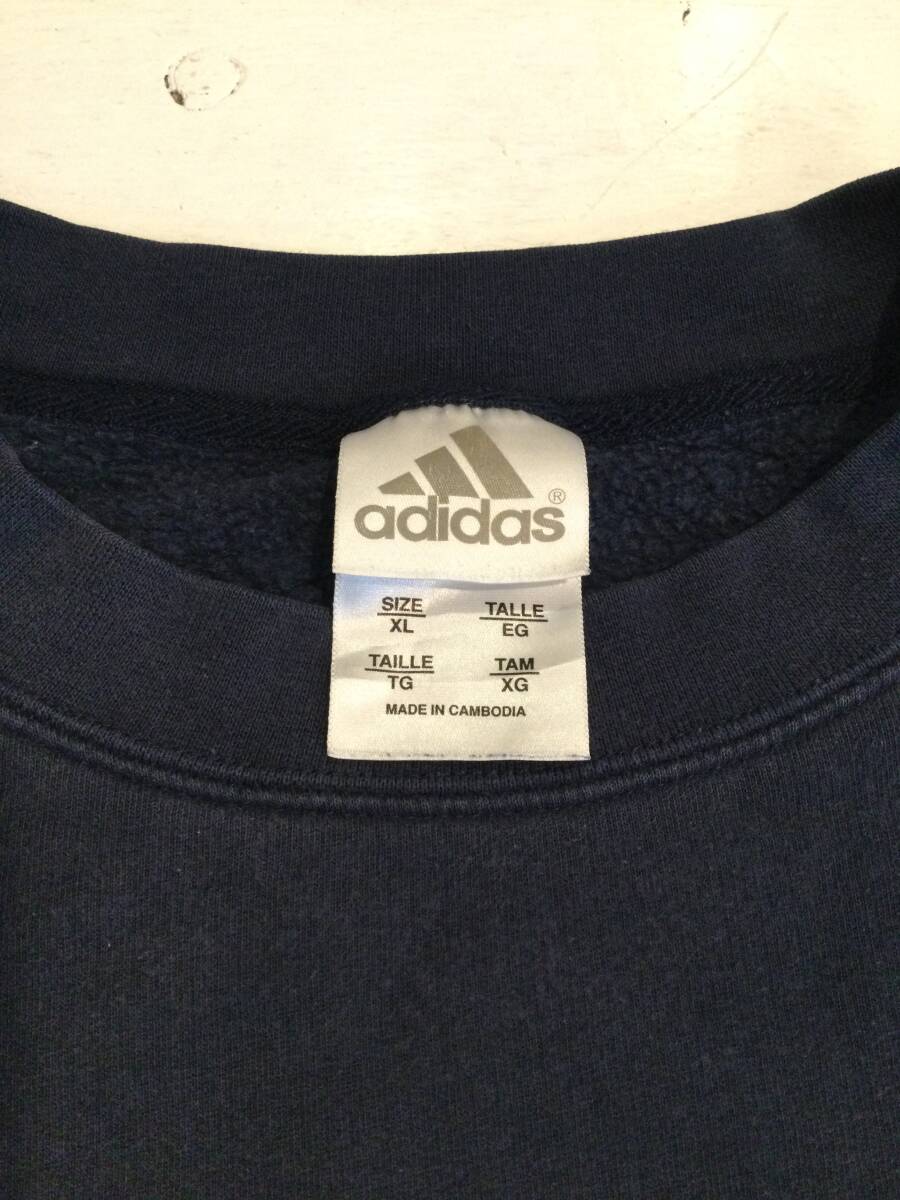 adidas®
SIZE TALLE
XL EG
TAILLE TAM
TG XG
MADE IN CAMBODIA